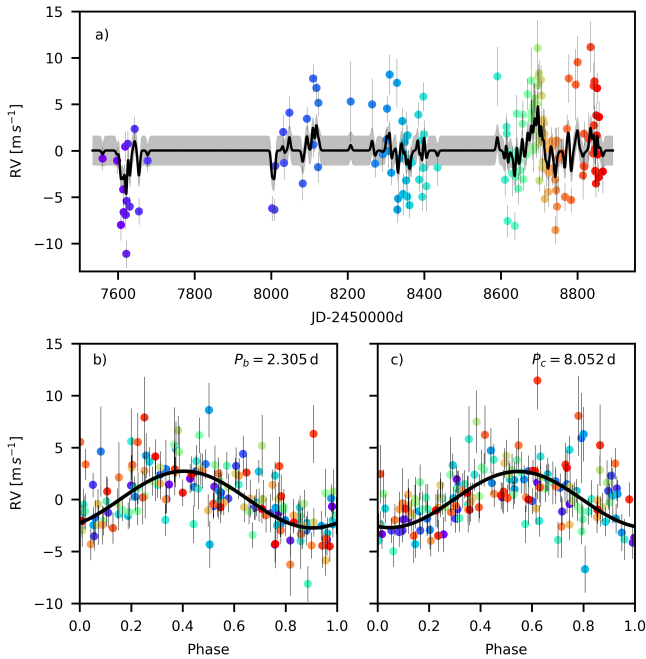 a)
RV [m s⁻¹]
15
10
5
0
−5
−10
7600 7800 8000 8200 8400 8600 8800
JD-2450000d
b) P_b = 2.305 d
c) P_c = 8.052 d
RV [m s⁻¹]
15
10
5
0
−5
−10
0.0 0.2 0.4 0.6 0.8 1.0
0.0 0.2 0.4 0.6 0.8 1.0
Phase
Phase